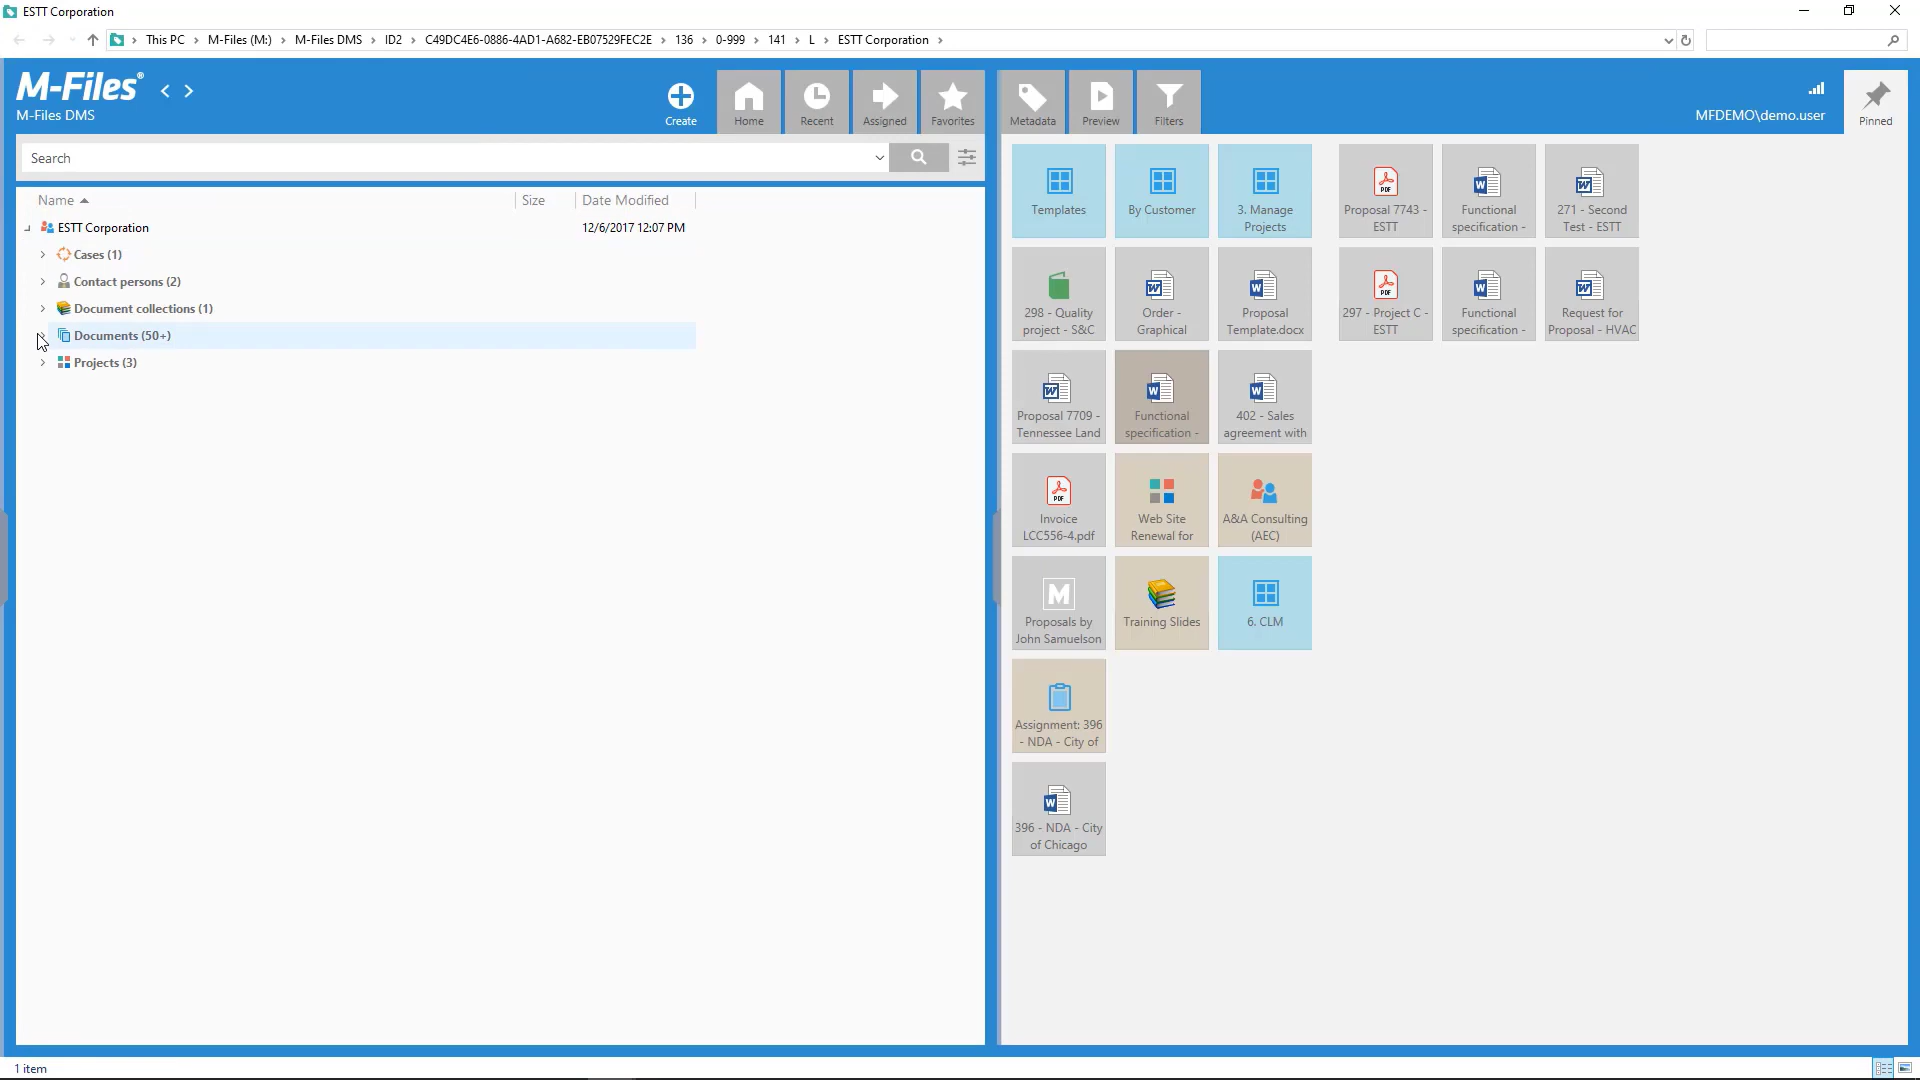 ESTT Corporation
This PC > M-Files (M:) > M-Files DMS > ID2 > C49DC4E6-0886-4AD1-A682-EB07529FEC2E > 136 > 0-999 > 141 > L > ESTT Corporation >
M-Files®
M-Files DMS
Create
Home
Recent
Assigned
Favorites
Metadata
Preview
Filters
MFDEMO\demo.user
Pinned
Search
Name
Size
Date Modified
ESTT Corporation
12/6/2017 12:07 PM
Cases (1)
Contact persons (2)
Document collections (1)
Documents (50+)
Projects (3)
Templates
By Customer
3. Manage
Projects
PDF
Proposal 7743 -
ESTT
Functional
specification -
271 - Second
Test - ESTT
298 - Quality
project - S&C
Order -
Graphical
Proposal
Template.docx
PDF
297 - Project C -
ESTT
Functional
specification -
Request for
Proposal - HVAC
Proposal 7709 -
Tennessee Land
Functional
specification -
402 - Sales
agreement with
PDF
Invoice
LCC556-4.pdf
Web Site
Renewal for
A&A Consulting
(AEC)
M
Proposals by
John Samuelson
Training Slides
6. CLM
Assignment: 396
- NDA - City of
396 - NDA - City
of Chicago
1 item